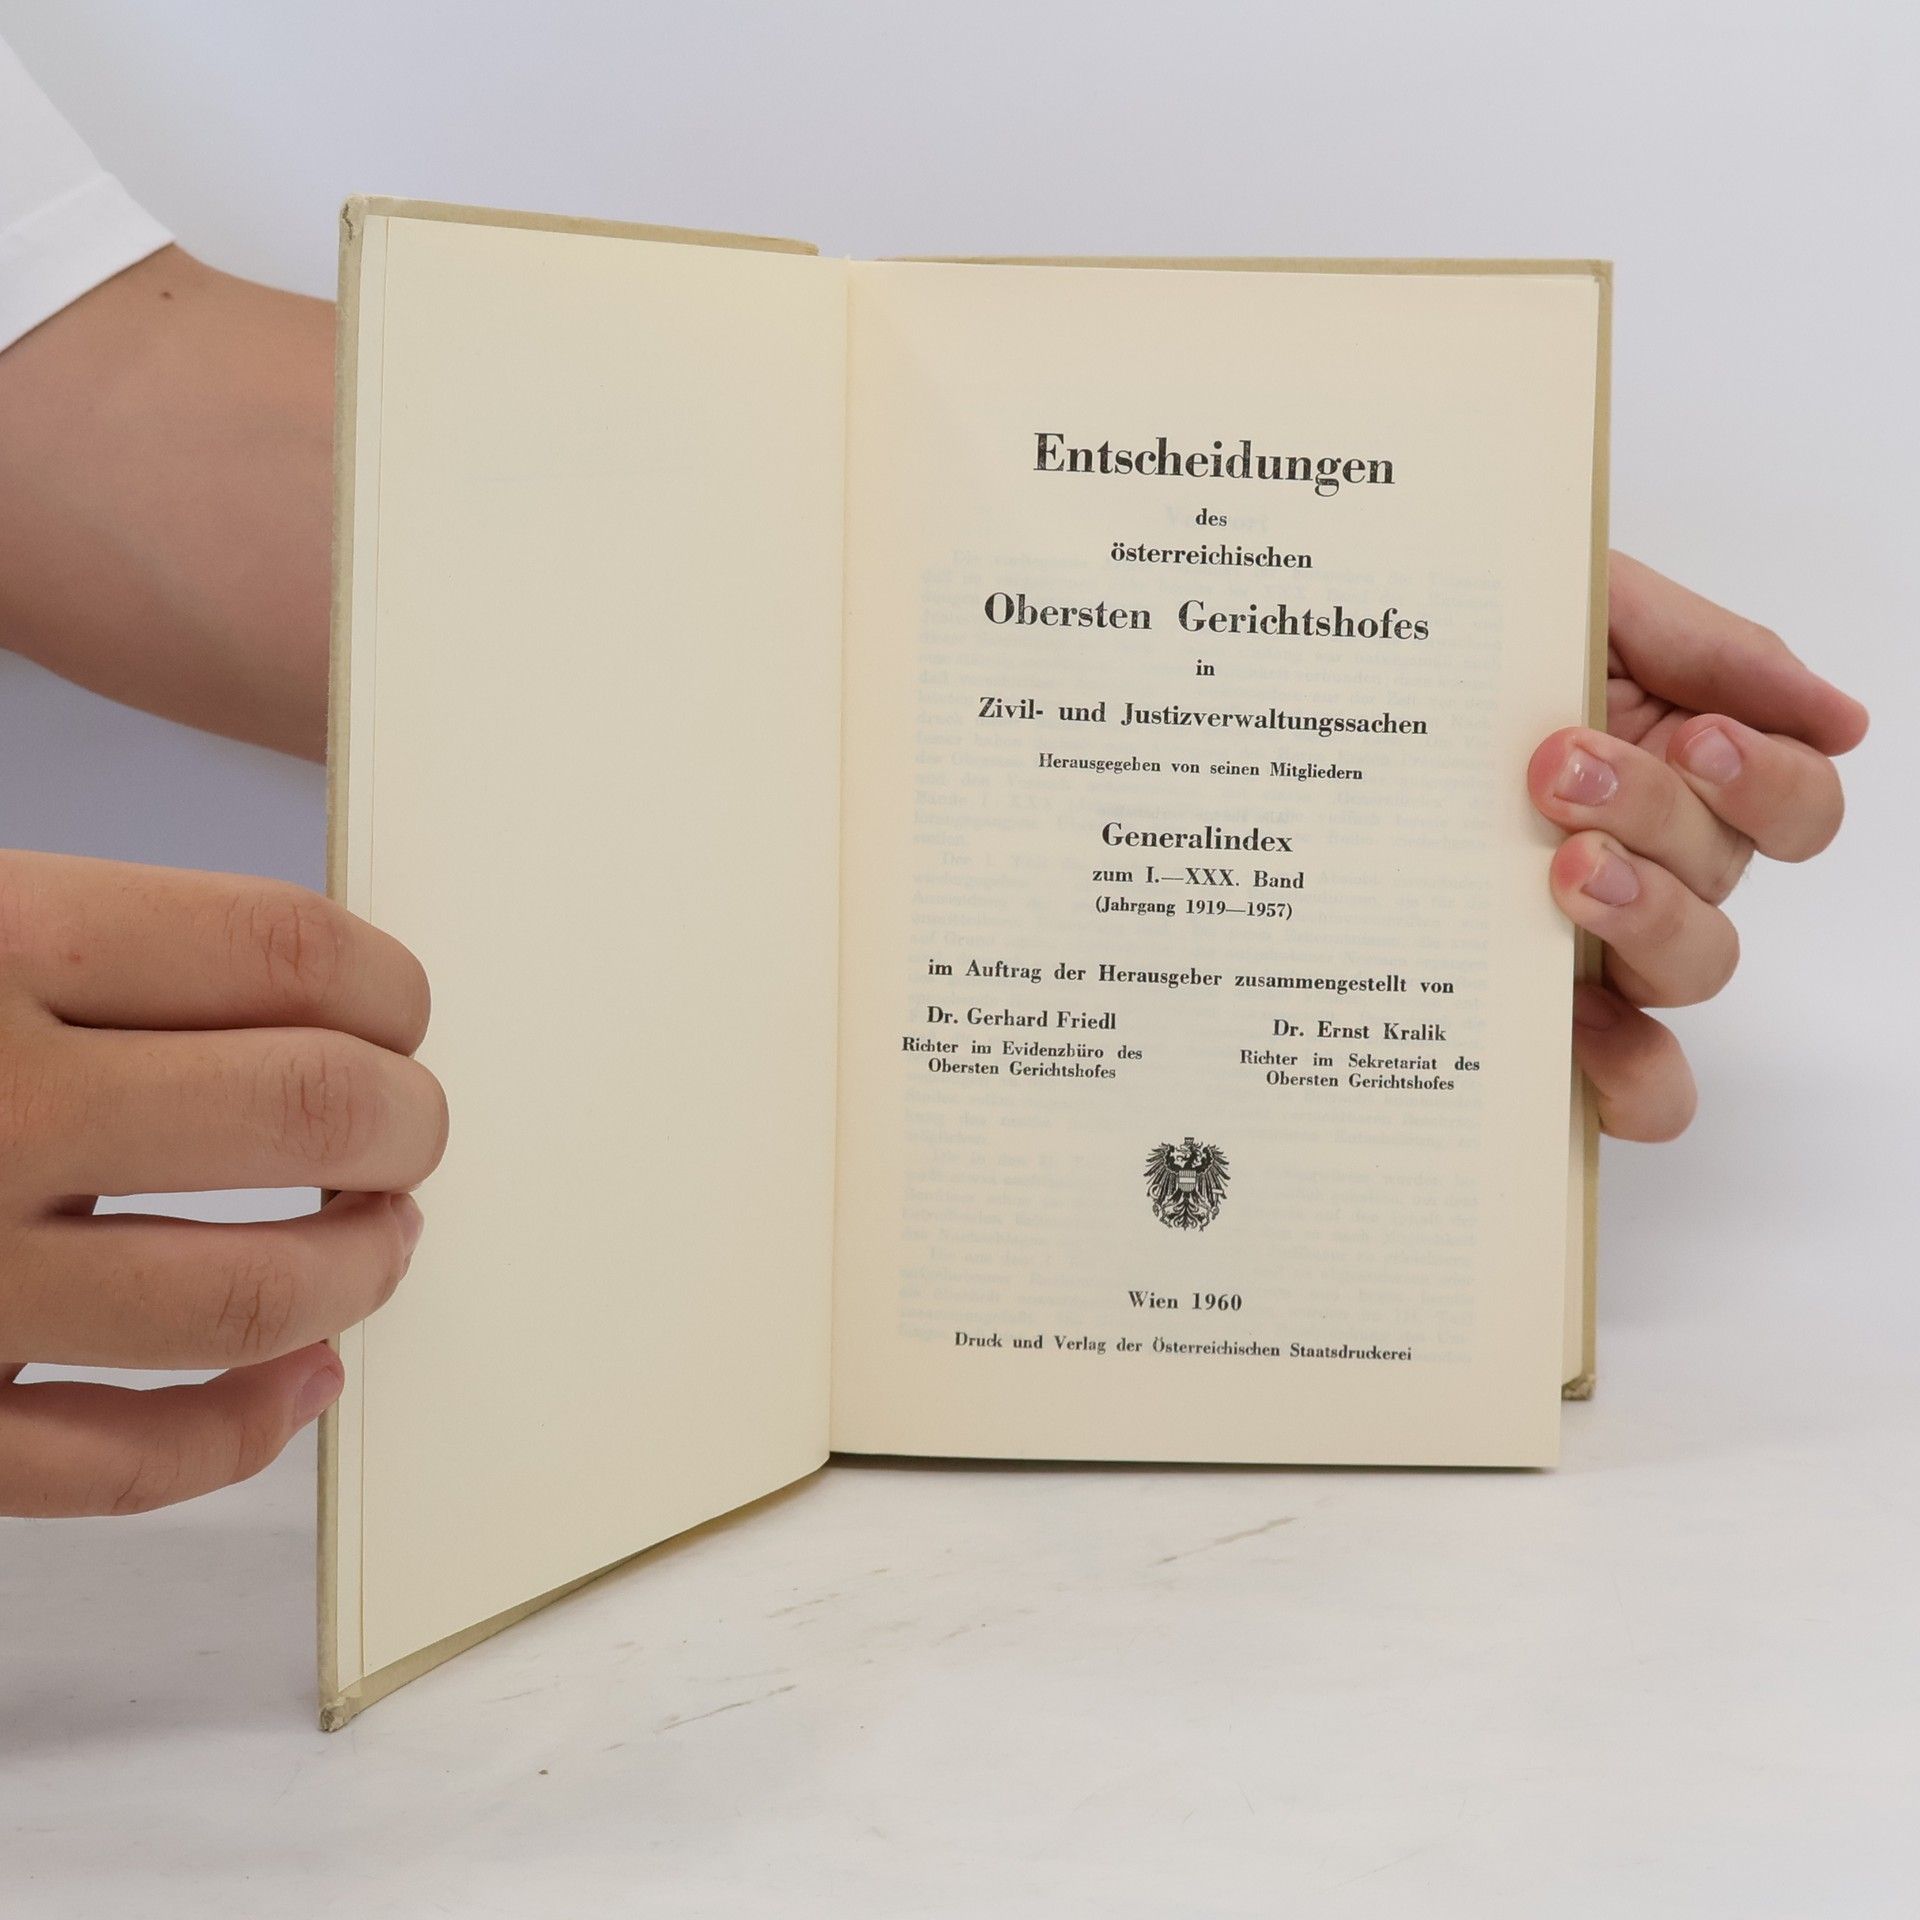 Entscheidungen
des
österreichischen
Obersten Gerichtshofes
in
Zivil- und Justizverwaltungssachen
Herausgegeben von seinen Mitgliedern
Generalindex
zum I.—XXX. Band
(Jahrgang 1919—1957)
im Auftrag der Herausgeber zusammengestellt von
Dr. Gerhard Friedl
Richter im Evidenzbüro des
Obersten Gerichtshofes
Dr. Ernst Kralik
Richter im Sekretariat des
Obersten Gerichtshofes
Wien 1960
Druck und Verlag der Österreichischen Staatsdruckerei